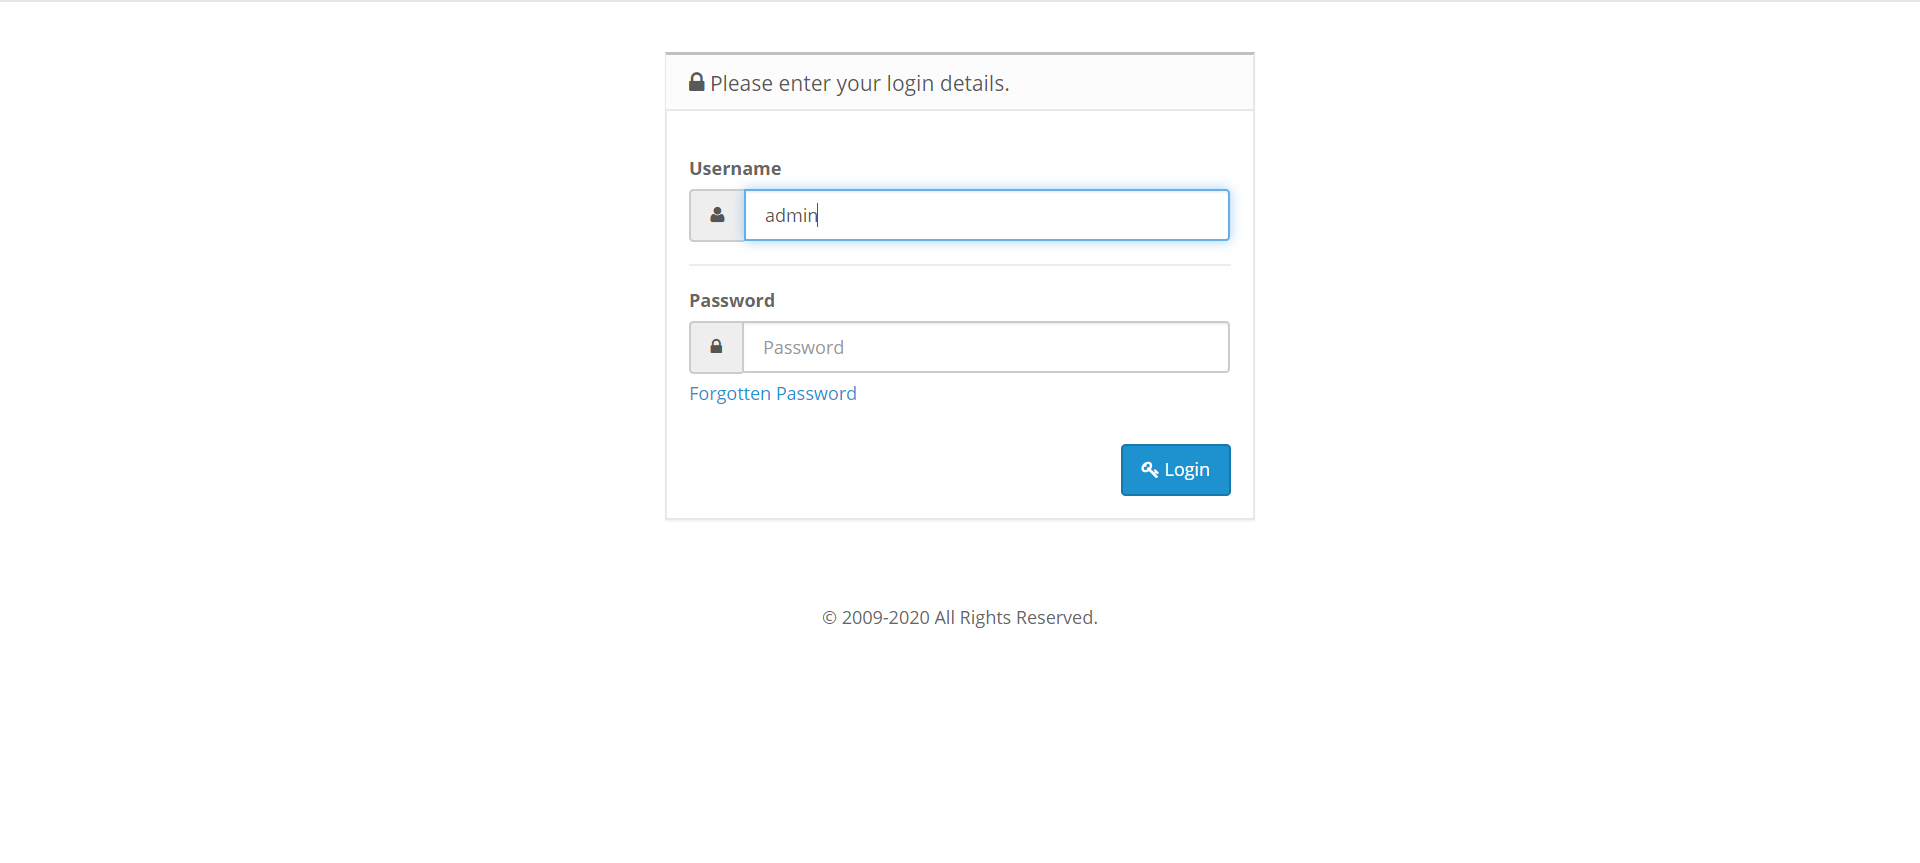 Please enter your login details.
Username
admin
Password
Password
Forgotten Password
Login
© 2009-2020 All Rights Reserved.